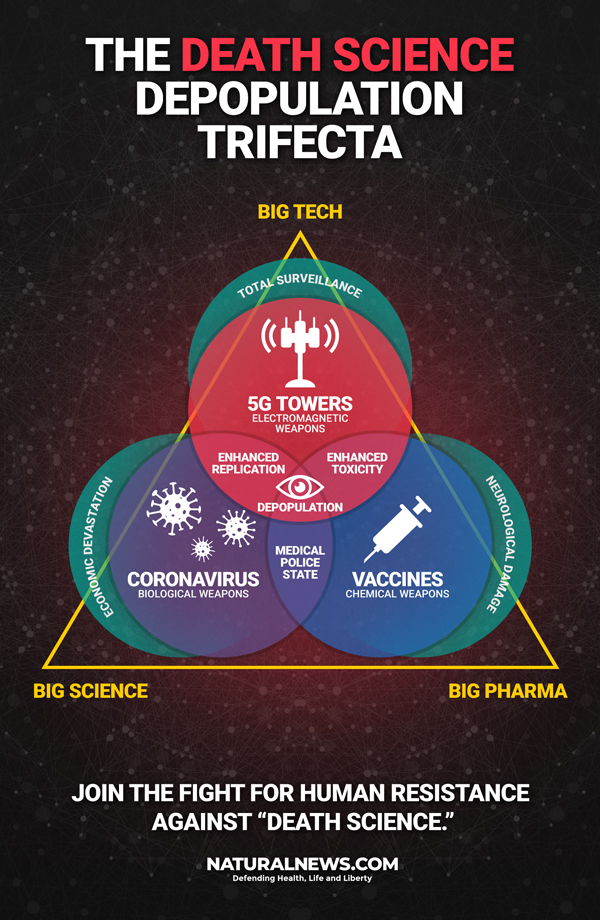 THE DEATH SCIENCE
DEPOPULATION
TRIFECTA
BIG TECH
TOTAL SURVEILLANCE
5G TOWERS
ELECTROMAGNETIC
WEAPONS
ENHANCED
REPLICATION
ENHANCED
TOXICITY
DEPOPULATION
ECONOMIC DEVASTATION
NEUROLOGICAL DAMAGE
MEDICAL
POLICE
STATE
CORONAVIRUS
BIOLOGICAL WEAPONS
VACCINES
CHEMICAL WEAPONS
BIG SCIENCE
BIG PHARMA
JOIN THE FIGHT FOR HUMAN RESISTANCE
AGAINST “DEATH SCIENCE.”
NATURALNEWS.COM
Defending Health, Life and Liberty